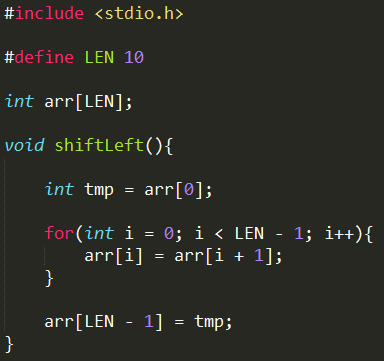 #include <stdio.h>
#define LEN 10
int arr[LEN];
void shiftLeft(){
    int tmp = arr[0];
    for(int i = 0; i < LEN - 1; i++){
        arr[i] = arr[i + 1];
    }
    arr[LEN - 1] = tmp;
}